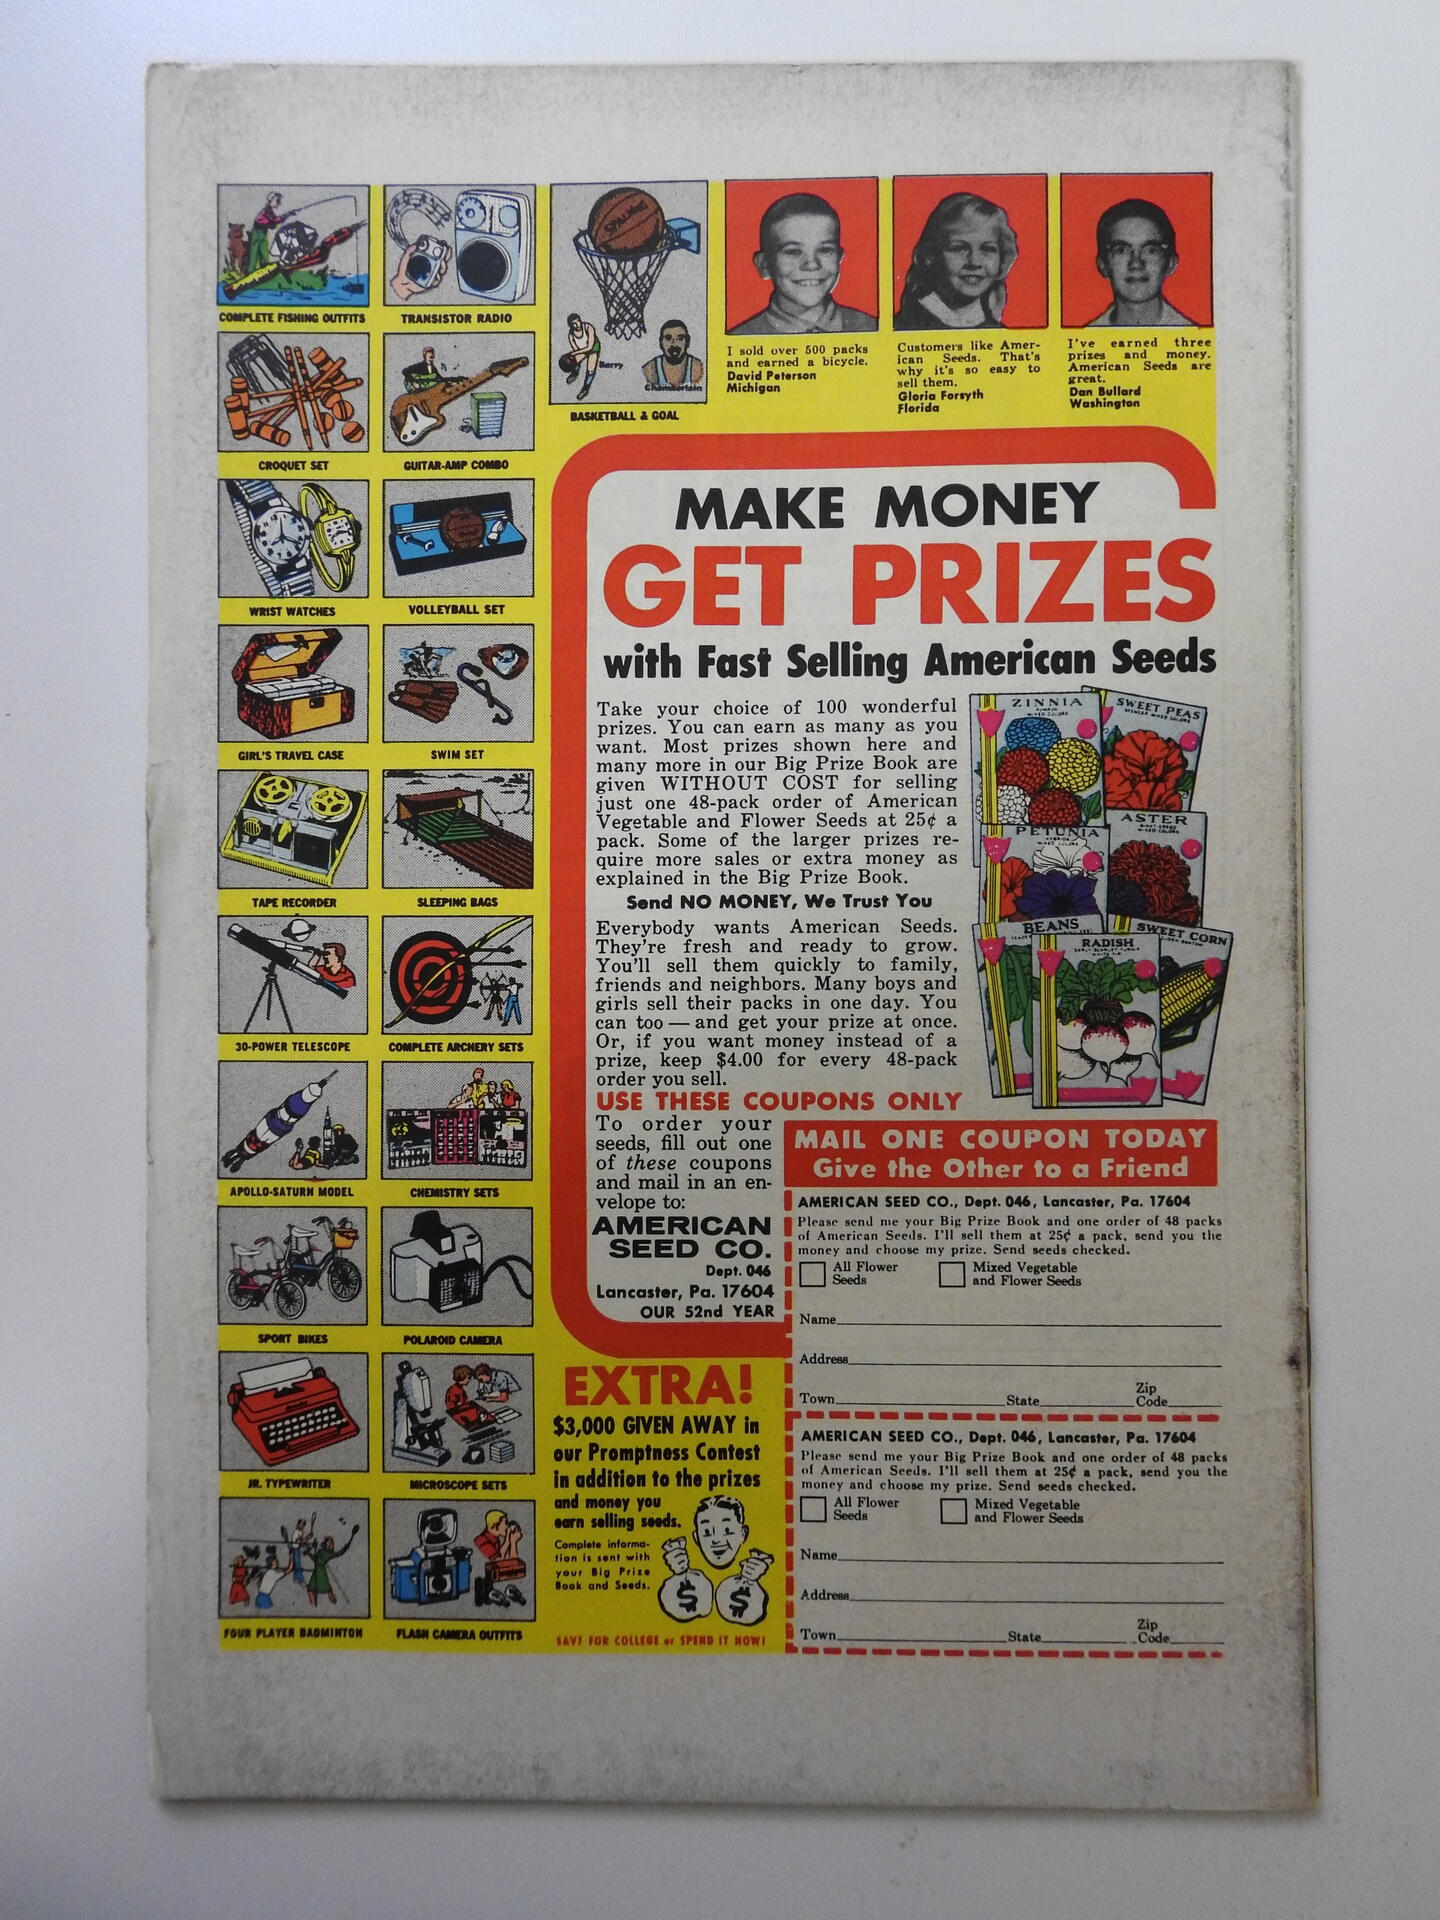 COMPLETE FISHING OUTFITS
TRANSISTOR RADIO
SPALDING
Barry
Chamberlain
BASKETBALL & GOAL
I sold over 500 packs
and earned a bicycle.
David Peterson
Michigan
Customers like Amer-
ican Seeds. That's
why it's so easy to
sell them.
Gloria Forsyth
Florida
I've earned three
prizes and money.
American Seeds are
great.
Dan Bullard
Washington
CROQUET SET
GUITAR-AMP COMBO
WRIST WATCHES
VOLLEYBALL SET
GIRL'S TRAVEL CASE
SWIM SET
TAPE RECORDER
SLEEPING BAGS
30-POWER TELESCOPE
COMPLETE ARCHERY SETS
APOLLO-SATURN MODEL
CHEMISTRY SETS
SPORT BIKES
POLAROID CAMERA
JR. TYPEWRITER
MICROSCOPE SETS
FOUR PLAYER BADMINTON
FLASH CAMERA OUTFITS
MAKE MONEY
GET PRIZES
with Fast Selling American Seeds
Take your choice of 100 wonderful
prizes. You can earn as many as you
want. Most prizes shown here and
many more in our Big Prize Book are
given WITHOUT COST for selling
just one 48-pack order of American
Vegetable and Flower Seeds at 25¢ a
pack. Some of the larger prizes re-
quire more sales or extra money as
explained in the Big Prize Book.
Send NO MONEY, We Trust You
Everybody wants American Seeds.
They're fresh and ready to grow.
You'll sell them quickly to family,
friends and neighbors. Many boys and
girls sell their packs in one day. You
can too — and get your prize at once.
Or, if you want money instead of a
prize, keep $4.00 for every 48-pack
order you sell.
USE THESE COUPONS ONLY
To order your
seeds, fill out one
of these coupons
and mail in an en-
velope to:
AMERICAN
SEED CO.
Dept. 046
Lancaster, Pa. 17604
OUR 52nd YEAR
ZINNIA
MIXED COLORS
SWEET PEAS
SPENCER MIXED COLORS
PETUNIA
MIXED COLORS
ASTER
MIXED COLORS
BEANS
RADISH
WHITE TIP
SWEET CORN
MAIL ONE COUPON TODAY
Give the Other to a Friend
AMERICAN SEED CO., Dept. 046, Lancaster, Pa. 17604
Please send me your Big Prize Book and one order of 48 packs
of American Seeds. I'll sell them at 25¢ a pack, send you the
money and choose my prize. Send seeds checked.
All Flower
Seeds
Mixed Vegetable
and Flower Seeds
Name
Address
Town State Zip
Code
AMERICAN SEED CO., Dept. 046, Lancaster, Pa. 17604
Please send me your Big Prize Book and one order of 48 packs
of American Seeds. I'll sell them at 25¢ a pack, send you the
money and choose my prize. Send seeds checked.
All Flower
Seeds
Mixed Vegetable
and Flower Seeds
Name
Address
Town State Zip
Code
EXTRA!
$3,000 GIVEN AWAY in
our Promptness Contest
in addition to the prizes
and money you
earn selling seeds.
Complete informa-
tion is sent with
your Big Prize
Book and Seeds.
$ $
SAVE FOR COLLEGE or SPEND IT NOW!